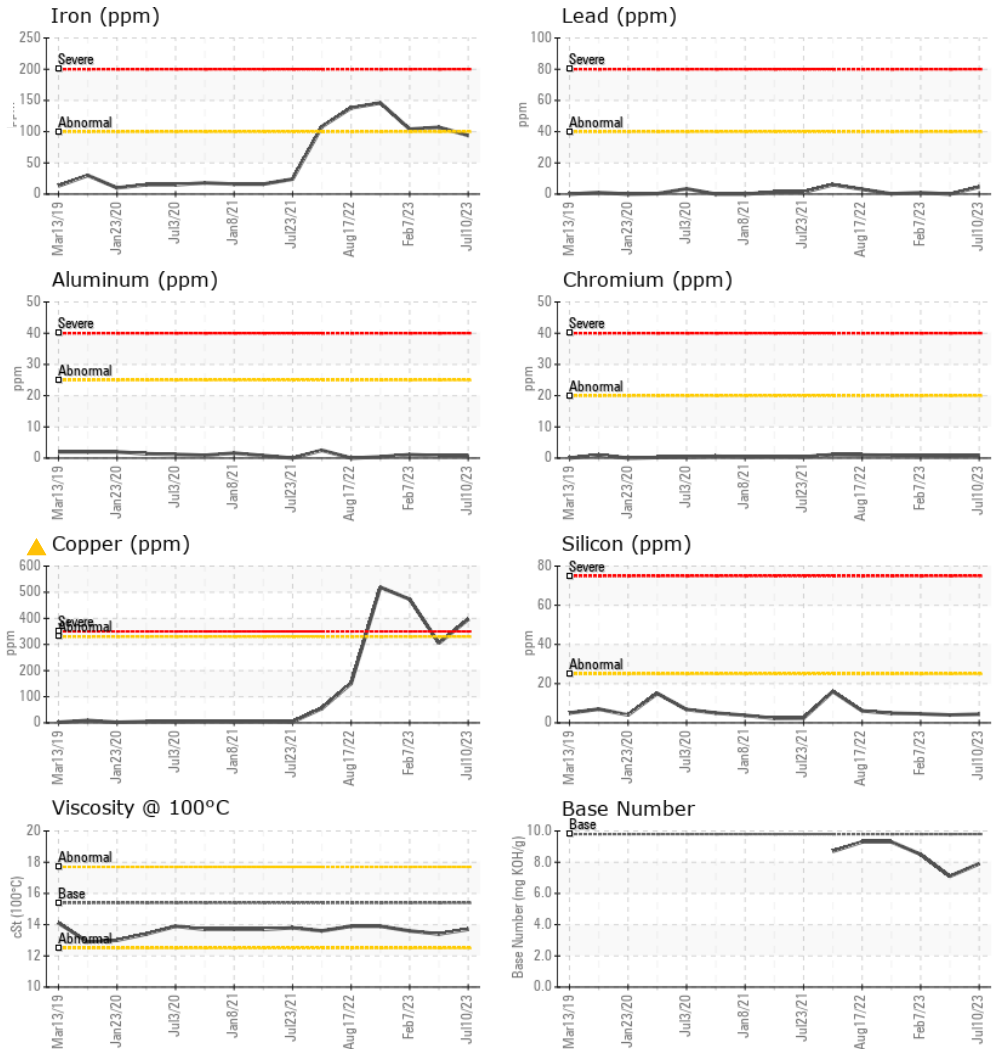 Iron (ppm)
250
200
150
100
50
0
Severe
Abnormal
Mar13/19
Jan23/20
Jul3/20
Jan8/21
Jul23/21
Aug17/22
Feb7/23
Jul10/23
Lead (ppm)
ppm
100
80
60
40
20
0
Severe
Abnormal
Mar13/19
Jan23/20
Jul3/20
Jan8/21
Jul23/21
Aug17/22
Feb7/23
Jul10/23
Aluminum (ppm)
ppm
50
40
30
20
10
0
Severe
Abnormal
Mar13/19
Jan23/20
Jul3/20
Jan8/21
Jul23/21
Aug17/22
Feb7/23
Jul10/23
Chromium (ppm)
ppm
50
40
30
20
10
0
Severe
Abnormal
Mar13/19
Jan23/20
Jul3/20
Jan8/21
Jul23/21
Aug17/22
Feb7/23
Jul10/23
Copper (ppm)
ppm
600
500
400
300
200
100
0
Severe
Abnormal
Mar13/19
Jan23/20
Jul3/20
Jan8/21
Jul23/21
Aug17/22
Feb7/23
Jul10/23
Silicon (ppm)
ppm
80
60
40
20
0
Severe
Abnormal
Mar13/19
Jan23/20
Jul3/20
Jan8/21
Jul23/21
Aug17/22
Feb7/23
Jul10/23
Viscosity @ 100°C
cSt (100°C)
20
18
16
14
12
10
Abnormal
Base
Abnormal
Mar13/19
Jan23/20
Jul3/20
Jan8/21
Jul23/21
Aug17/22
Feb7/23
Jul10/23
Base Number
Base Number (mg KOH/g)
10.0
8.0
6.0
4.0
2.0
0.0
Base
Mar13/19
Jan23/20
Jul3/20
Jan8/21
Jul23/21
Aug17/22
Feb7/23
Jul10/23